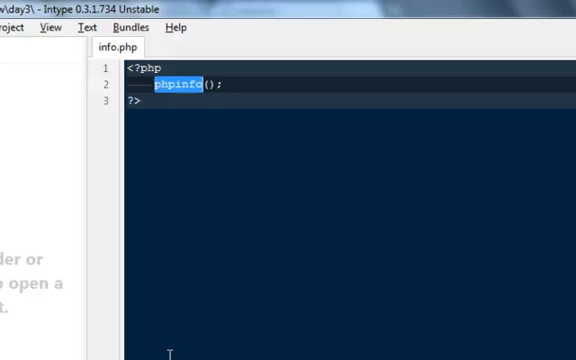 w\day3\ - Intype 0.3.1.734 Unstable
roject View Text Bundles Help
info.php
1 <?php
2 phpinfo();
3 ?>
der or
o open a
t.